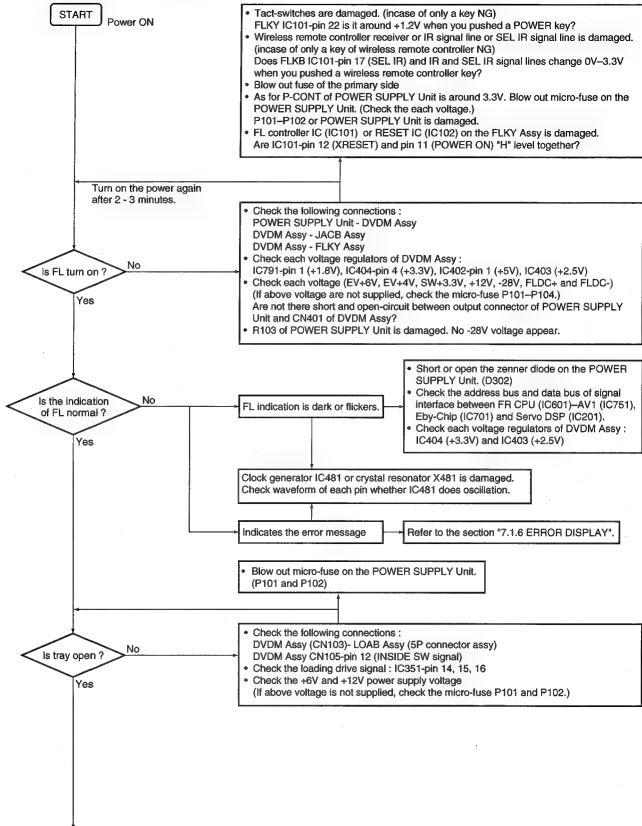 START
Power ON
• Tact-switches are damaged. (incase of only a key NG)
FLKY IC101-pin 22 is it around +1.2V when you pushed a POWER key?
• Wireless remote controller receiver or IR signal line or SEL IR signal line is damaged.
(incase of only a key of wireless remote controller NG)
Does FLKB IC101-pin 17 (SEL IR) and IR and SEL IR signal lines change 0V–3.3V
when you pushed a wireless remote controller key?
• Blow out fuse of the primary side
• As for P-CONT of POWER SUPPLY Unit is around 3.3V. Blow out micro-fuse on the
POWER SUPPLY Unit. (Check the each voltage.)
P101–P102 or POWER SUPPLY Unit is damaged.
• FL controller IC (IC101) or RESET IC (IC102) on the FLKY Assy is damaged.
Are IC101-pin 12 (XRESET) and pin 11 (POWER ON) "H" level together?
Turn on the power again
after 2 - 3 minutes.
Is FL turn on ?
No
Yes
• Check the following connections :
POWER SUPPLY Unit - DVDM Assy
DVDM Assy - JACB Assy
DVDM Assy - FLKY Assy
• Check each voltage regulators of DVDM Assy :
IC791-pin 1 (+1.8V), IC404-pin 4 (+3.3V), IC402-pin 1 (+5V), IC403 (+2.5V)
• Check each voltage (EV+6V, EV+4V, SW+3.3V, +12V, -28V, FLDC+ and FLDC-)
(If above voltage are not supplied, check the micro-fuse P101–P104.)
Are not there short and open-circuit between output connector of POWER SUPPLY
Unit and CN401 of DVDM Assy?
• R103 of POWER SUPPLY Unit is damaged. No -28V voltage appear.
Is the indication
of FL normal ?
No
Yes
FL indication is dark or flickers.
• Short or open the zenner diode on the POWER
SUPPLY Unit. (D302)
• Check the address bus and data bus of signal
interface between FR CPU (IC601)–AV1 (IC751),
Eby-Chip (IC701) and Servo DSP (IC201).
• Check each voltage regulators of DVDM Assy :
IC404 (+3.3V) and IC403 (+2.5V)
Clock generator IC481 or crystal resonator X481 is damaged.
Check waveform of each pin whether IC481 does oscillation.
Indicates the error message
Refer to the section "7.1.6 ERROR DISPLAY".
• Blow out micro-fuse on the POWER SUPPLY Unit.
(P101 and P102)
Is tray open ?
No
Yes
• Check the following connections :
DVDM Assy (CN103)- LOAB Assy (5P connector assy)
DVDM Assy CN105-pin 12 (INSIDE SW signal)
• Check the loading drive signal : IC351-pin 14, 15, 16
• Check the +6V and +12V power supply voltage
(If above voltage is not supplied, check the micro-fuse P101 and P102.)